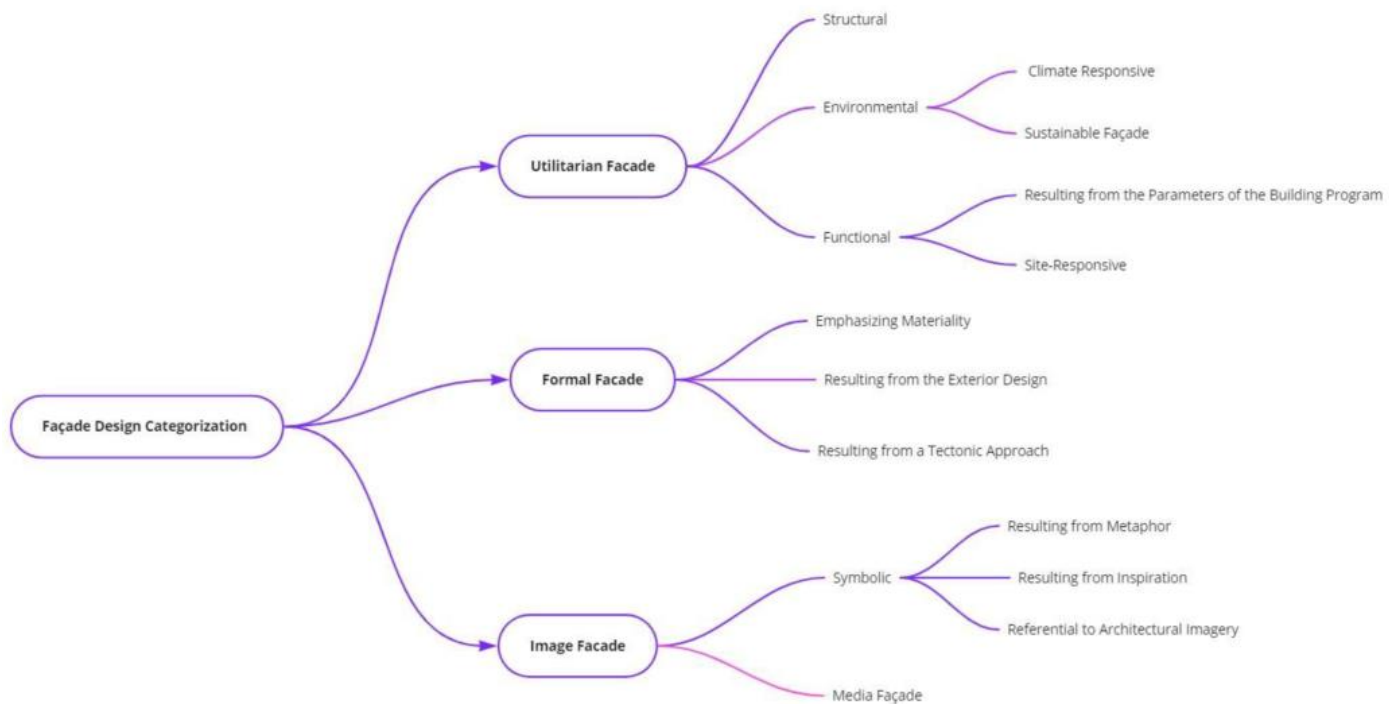 Façade Design Categorization
Utilitarian Facade
Structural
Environmental
Climate Responsive
Sustainable Façade
Functional
Resulting from the Parameters of the Building Program
Site-Responsive
Formal Facade
Emphasizing Materiality
Resulting from the Exterior Design
Resulting from a Tectonic Approach
Image Facade
Symbolic
Resulting from Metaphor
Resulting from Inspiration
Referential to Architectural Imagery
Media Façade